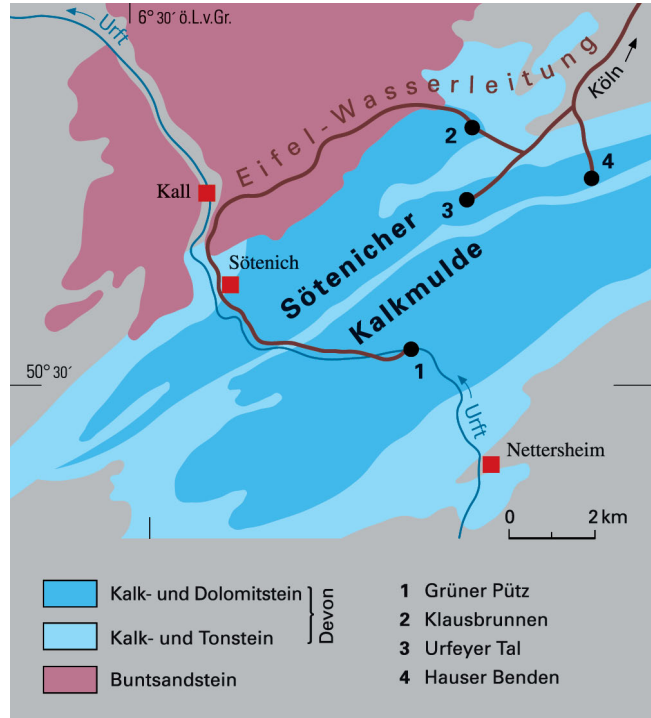 6° 30´ ö.L.v.Gr.
Urft
Eifel-Wasserleitung
Köln
2
4
Kall
3
Sötenicher
Sötenich
Kalkmulde
50° 30´
1
Urft
Nettersheim
0 2 km
Kalk- und Dolomitstein
Kalk- und Tonstein
Devon
Buntsandstein
1 Grüner Pütz
2 Klausbrunnen
3 Urfeyer Tal
4 Hauser Benden